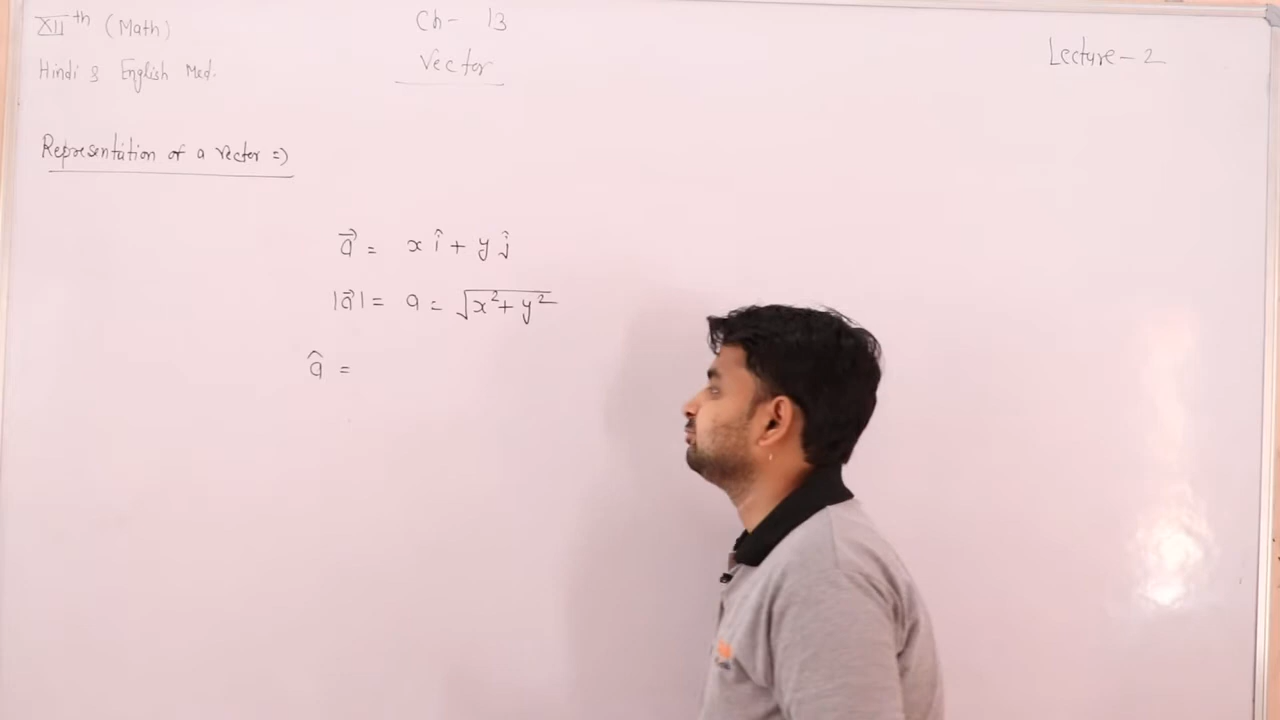 XII th (Math)
Hindi & English Med.
Ch - 13
Vector
Lecture - 2
Representation of a vector =)
a⃗ = x î + y ĵ
|a⃗| = a = √x² + y²
â =